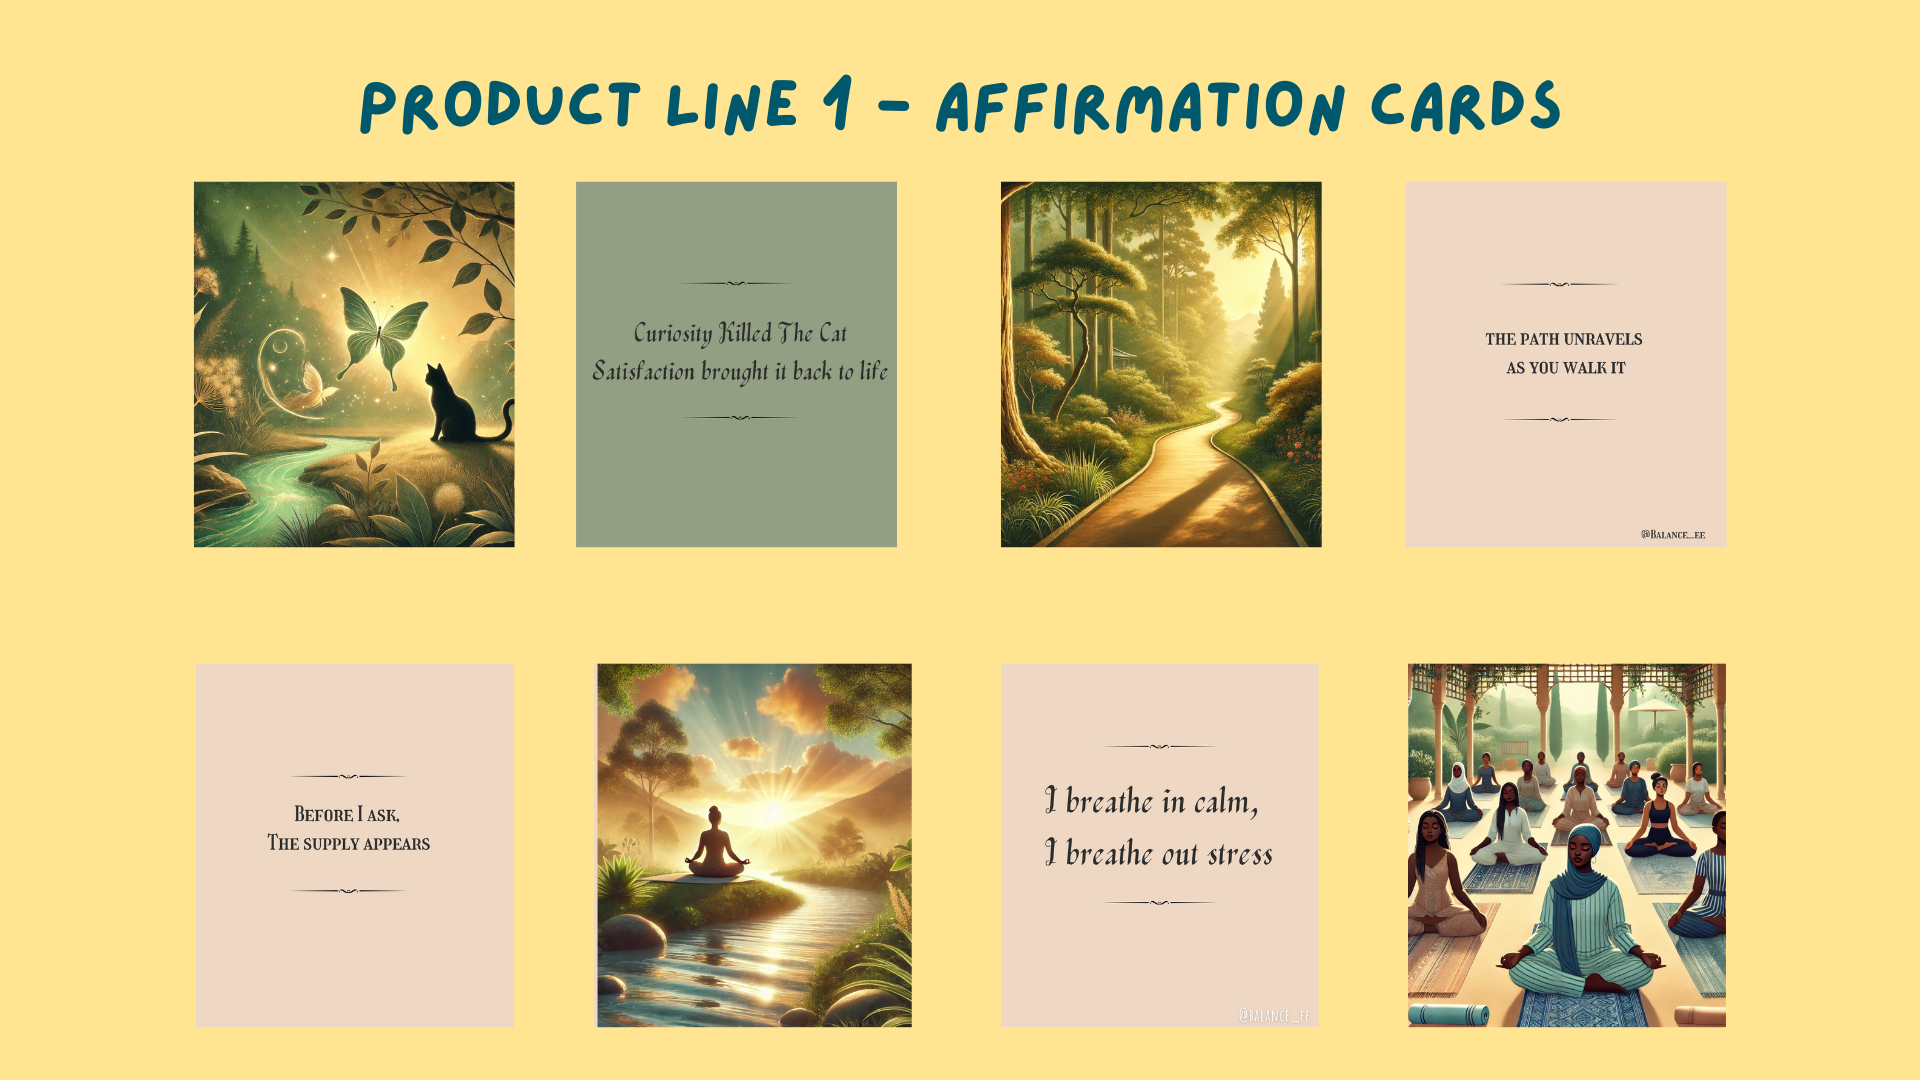 PRODUCT LINE 1 - AFFIRMATION CARDS
Curiosity Killed The Cat
Satisfaction brought it back to life
THE PATH UNRAVELS
AS YOU WALK IT
@Balance_ee
Before I ask,
The supply appears
I breathe in calm,
I breathe out stress
@BALANCE_EE